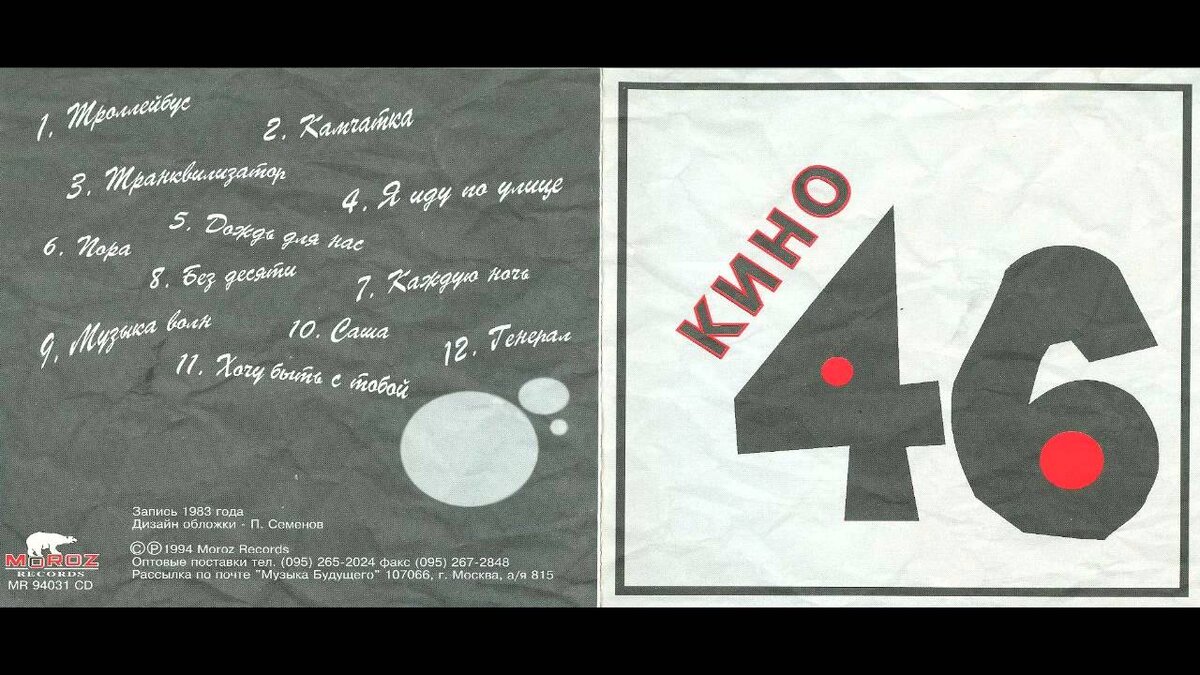 1. Троллейбус
2. Камчатка
3. Транквилизатор
4. Я иду по улице
5. Дождь для нас
6. Пора
8. Без десяти
7. Каждую ночь
9. Музыка волн
10. Саша
12. Генерал
11. Хочу быть с тобой
Запись 1983 года
Дизайн обложки - П. Семенов
©℗1994 Moroz Records
Оптовые поставки тел. (095) 265-2024 факс (095) 267-2848
Рассылка по почте "Музыка Будущего" 107066, г. Москва, а/я 815
MOROZ
RECORDS
MR 94031 CD
КИНО
46